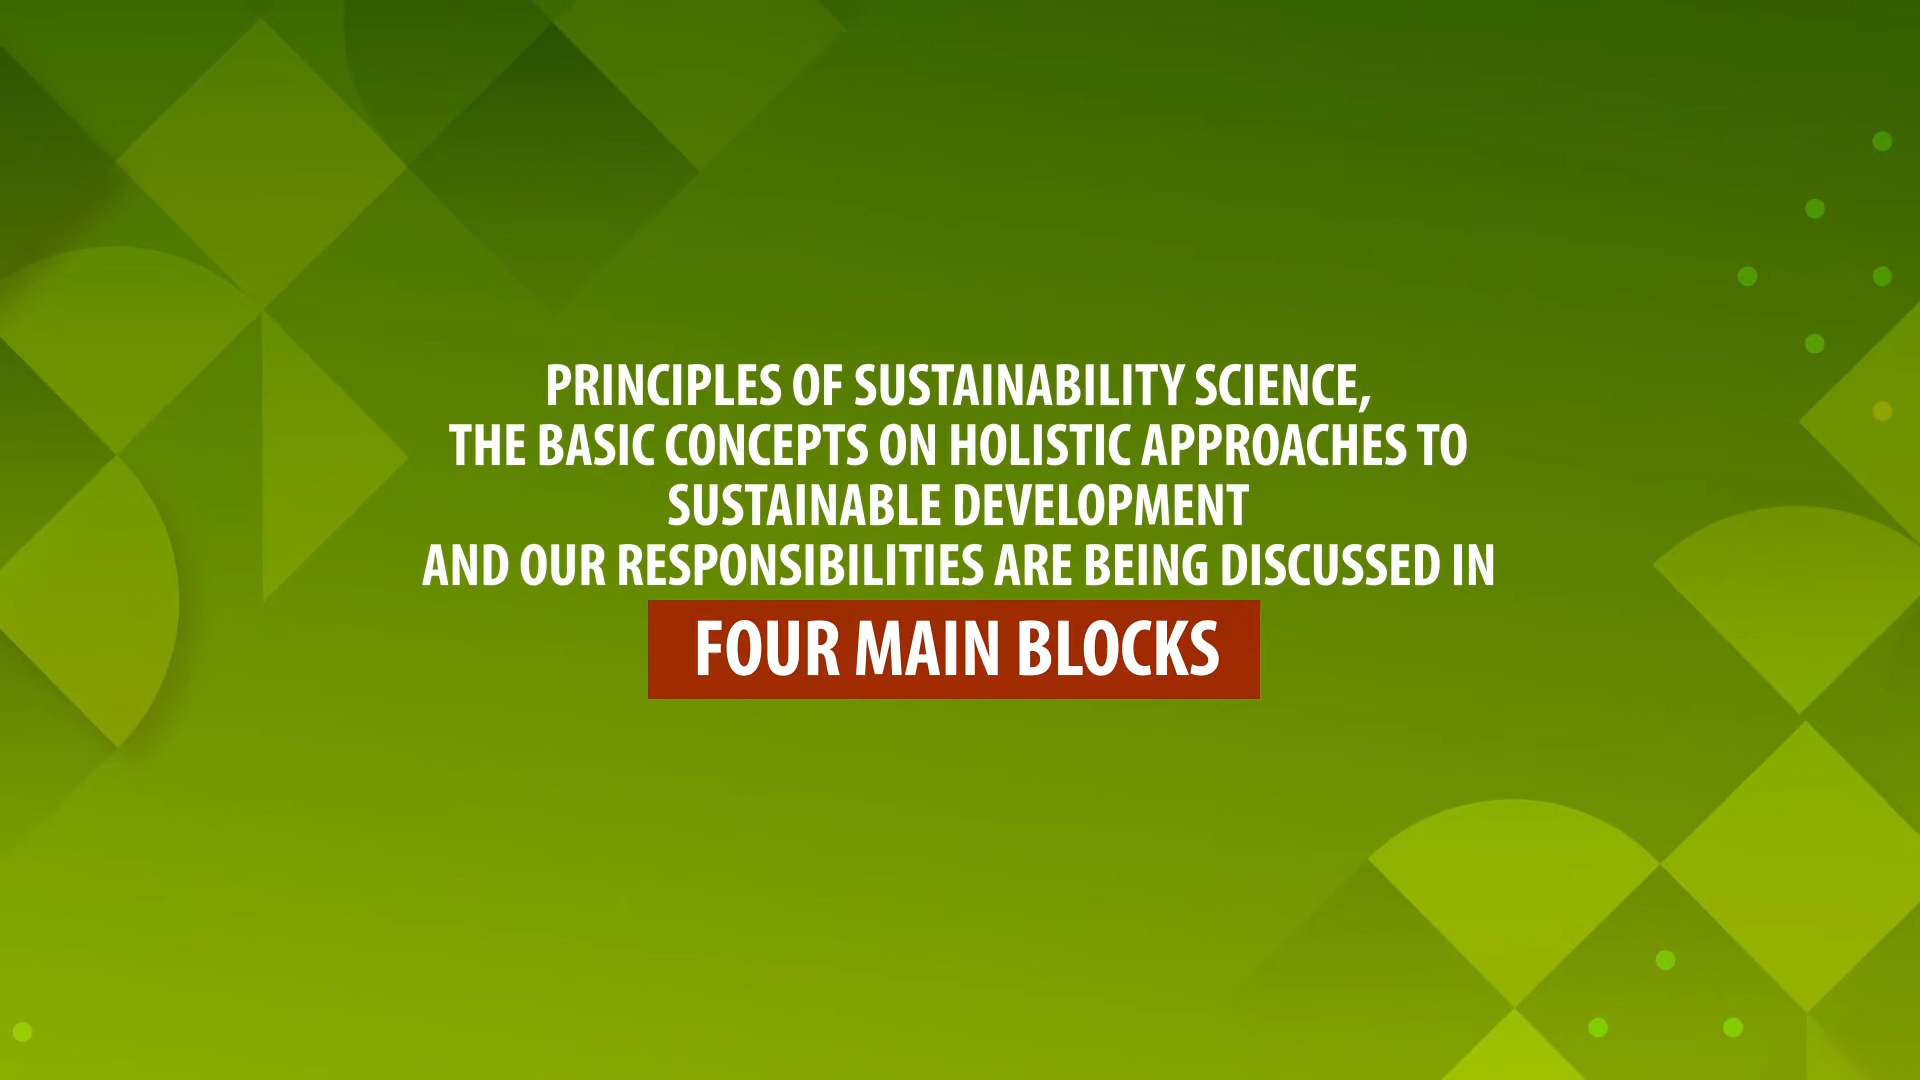 PRINCIPLES OF SUSTAINABILITY SCIENCE,
THE BASIC CONCEPTS ON HOLISTIC APPROACHES TO
SUSTAINABLE DEVELOPMENT
AND OUR RESPONSIBILITIES ARE BEING DISCUSSED IN
FOUR MAIN BLOCKS